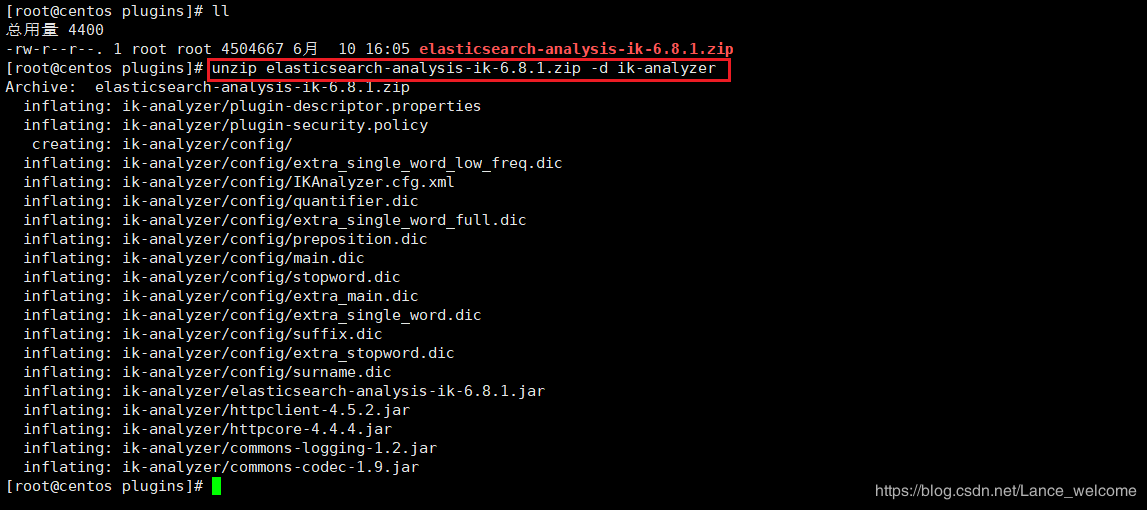 [root@centos plugins]# ll
总用量 4400
-rw-r--r--. 1 root root 4504667 6月  10 16:05 elasticsearch-analysis-ik-6.8.1.zip
[root@centos plugins]# unzip elasticsearch-analysis-ik-6.8.1.zip -d ik-analyzer
Archive:  elasticsearch-analysis-ik-6.8.1.zip
  inflating: ik-analyzer/plugin-descriptor.properties
  inflating: ik-analyzer/plugin-security.policy
   creating: ik-analyzer/config/
  inflating: ik-analyzer/config/extra_single_word_low_freq.dic
  inflating: ik-analyzer/config/IKAnalyzer.cfg.xml
  inflating: ik-analyzer/config/quantifier.dic
  inflating: ik-analyzer/config/extra_single_word_full.dic
  inflating: ik-analyzer/config/preposition.dic
  inflating: ik-analyzer/config/main.dic
  inflating: ik-analyzer/config/stopword.dic
  inflating: ik-analyzer/config/extra_main.dic
  inflating: ik-analyzer/config/extra_single_word.dic
  inflating: ik-analyzer/config/suffix.dic
  inflating: ik-analyzer/config/extra_stopword.dic
  inflating: ik-analyzer/config/surname.dic
  inflating: ik-analyzer/elasticsearch-analysis-ik-6.8.1.jar
  inflating: ik-analyzer/httpclient-4.5.2.jar
  inflating: ik-analyzer/httpcore-4.4.4.jar
  inflating: ik-analyzer/commons-logging-1.2.jar
  inflating: ik-analyzer/commons-codec-1.9.jar
[root@centos plugins]#
https://blog.csdn.net/Lance_welcome